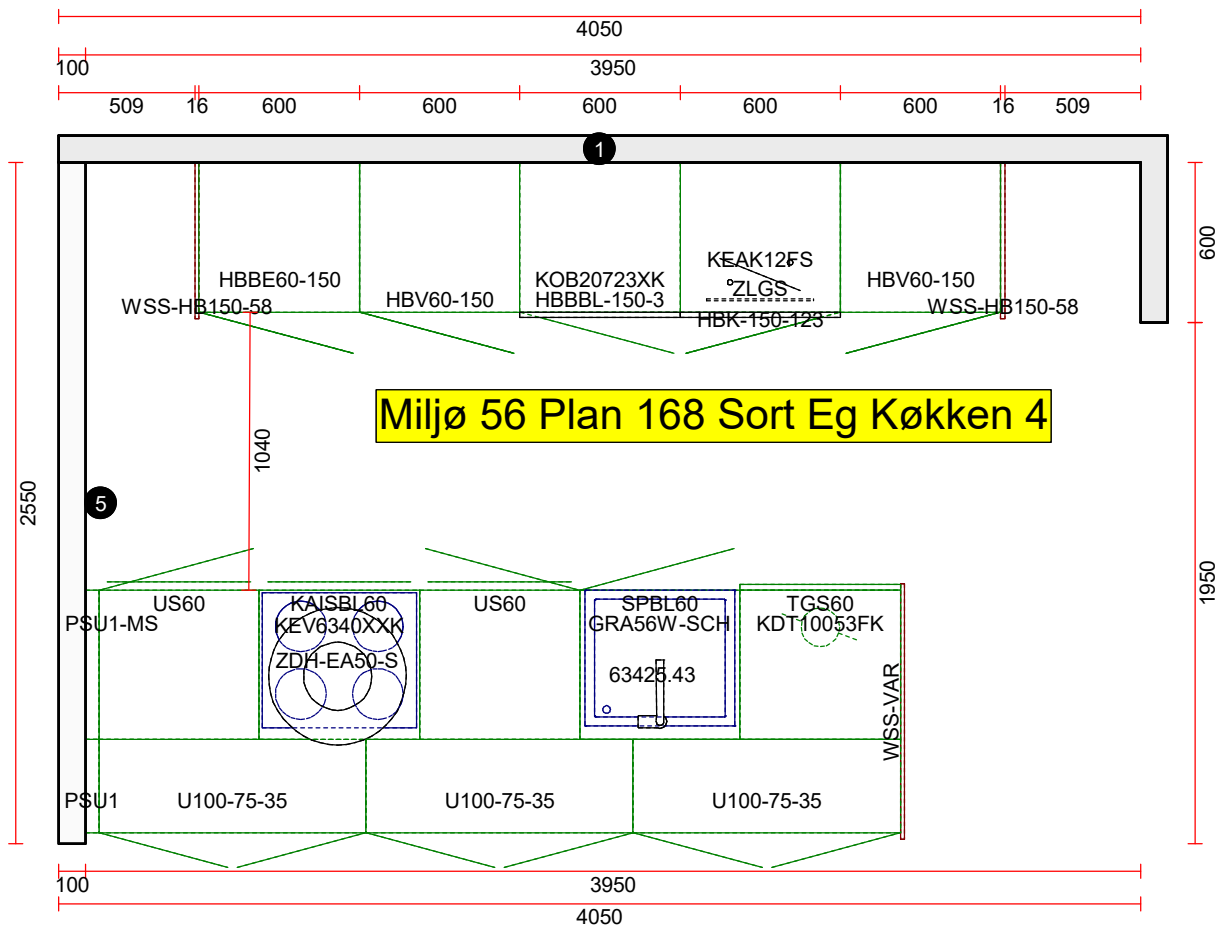 4050
100 3950
509 16 600 600 600 600 600 16 509
1
KEAK12FS
HBBE60-150 KOB20723XK ZLGS HBV60-150
WSS-HB150-58 HBV60-150 HBBBL-150-3 WSS-HB150-58
HBK-150-123
600
Miljø 56 Plan 168 Sort Eg Køkken 4
1040
5
2550
1950
US60 KAISBL60 US60 SPBL60 TGS60
PSU1-MS KEV6340XXK GRA56W-SCH KDT10053FK
ZDH-EA50-S 63425.43
WSS-VAR
PSU1 U100-75-35 U100-75-35 U100-75-35
100 3950
4050